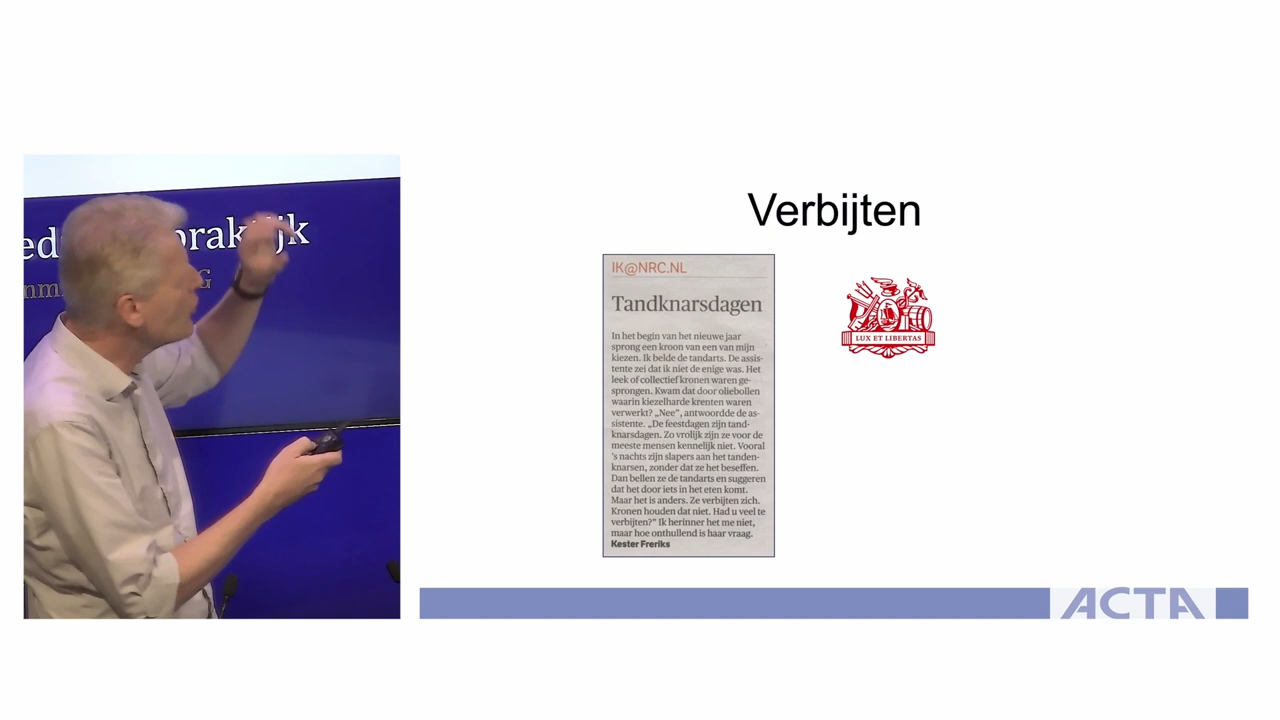 praktijk
G
Verbijten
IK@NRC.NL
Tandknarsdagen
In het begin van het nieuwe jaar
sprong een kroon van een van mijn
kiezen. Ik belde de tandarts. De assis-
tente zei dat ik niet de enige was. Het
leek of collectief kronen waren ge-
sprongen. Kwam dat door oliebollen
waarin kiezelharde krenten waren
verwerkt? „Nee”, antwoordde de as-
sistente. „De feestdagen zijn tand-
knarsdagen. Zo vrolijk zijn ze voor de
meeste mensen kennelijk niet. Vooral
’s nachts zijn slapers aan het tanden-
knarsen, zonder dat ze het beseffen.
Dan bellen ze de tandarts en suggeren
dat het door iets in het eten komt.
Maar het is anders. Ze verbijten zich.
Kronen houden dat niet. Had u veel te
verbijten?” Ik herinner het me niet,
maar hoe onthullend is haar vraag.
Kester Freriks
LUX ET LIBERTAS
ACTA